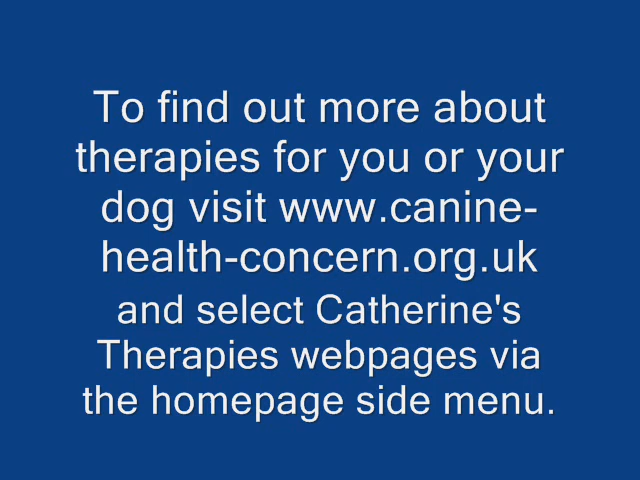 To find out more about
therapies for you or your
dog visit www.canine-
health-concern.org.uk
and select Catherine's
Therapies webpages via
the homepage side menu.